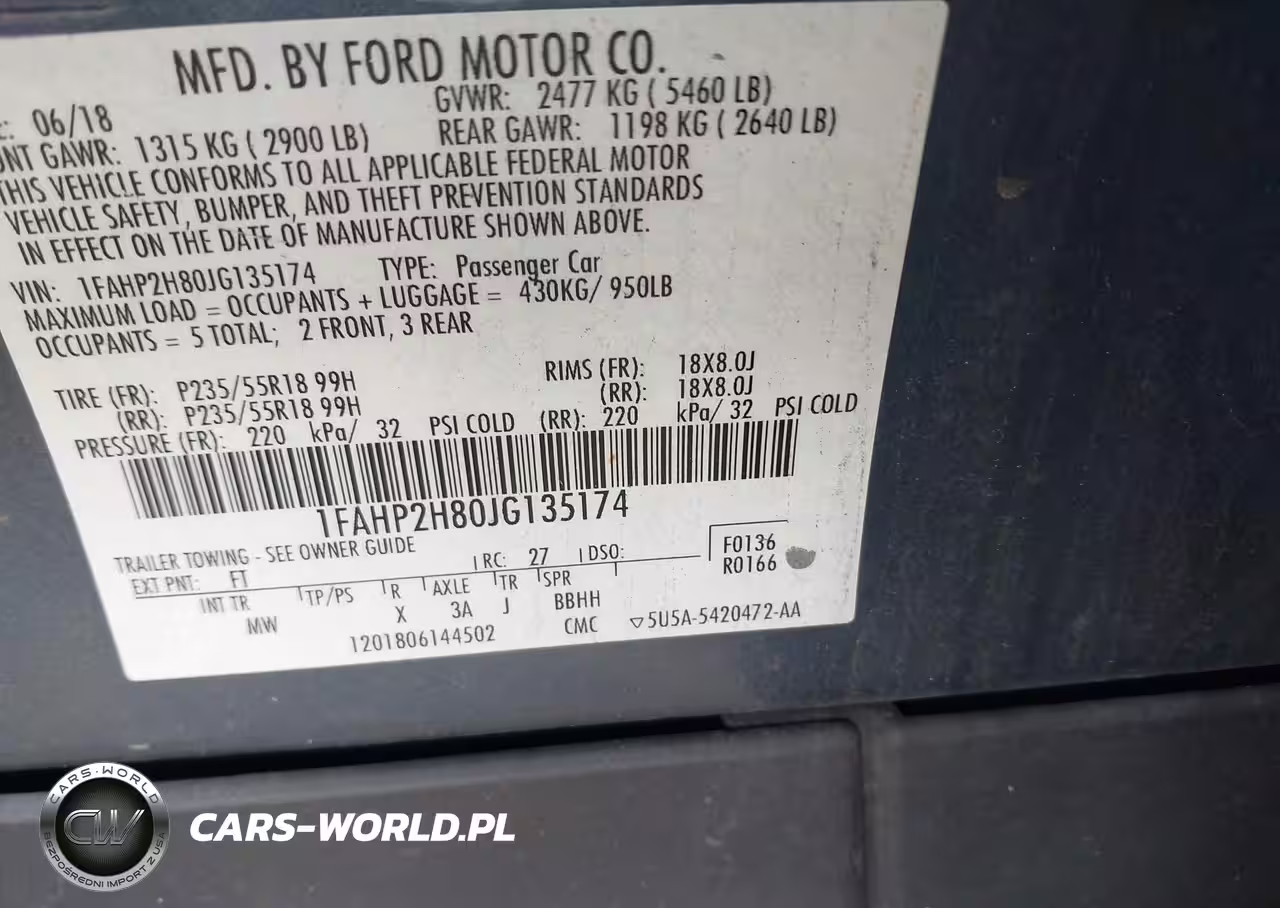 MFD. BY FORD MOTOR CO.
: 06/18
GVWR: 2477 KG ( 5460 LB)
NT GAWR: 1315 KG ( 2900 LB)
REAR GAWR: 1198 KG ( 2640 LB)
THIS VEHICLE CONFORMS TO ALL APPLICABLE FEDERAL MOTOR
VEHICLE SAFETY, BUMPER, AND THEFT PREVENTION STANDARDS
IN EFFECT ON THE DATE OF MANUFACTURE SHOWN ABOVE.
VIN: 1FAHP2H80JG135174 TYPE: Passenger Car
MAXIMUM LOAD = OCCUPANTS + LUGGAGE = 430KG/ 950LB
OCCUPANTS = 5 TOTAL; 2 FRONT, 3 REAR
TIRE (FR): P235/55R18 99H RIMS (FR): 18X8.0J
(RR): P235/55R18 99H (RR): 18X8.0J
PRESSURE (FR): 220 kPa/ 32 PSI COLD (RR): 220 kPa/ 32 PSI COLD
1FAHP2H80JG135174
TRAILER TOWING - SEE OWNER GUIDE
RC: 27 DSO:
F0136
R0166
EXT PNT: FT
INT TR TP/PS R AXLE TR SPR
MW X 3A J BBHH
1201806144502 CMC ▽5U5A-5420472-AA
CARS-WORLD
CW
BEZPOŚREDNI IMPORT Z USA
CARS-WORLD.PL